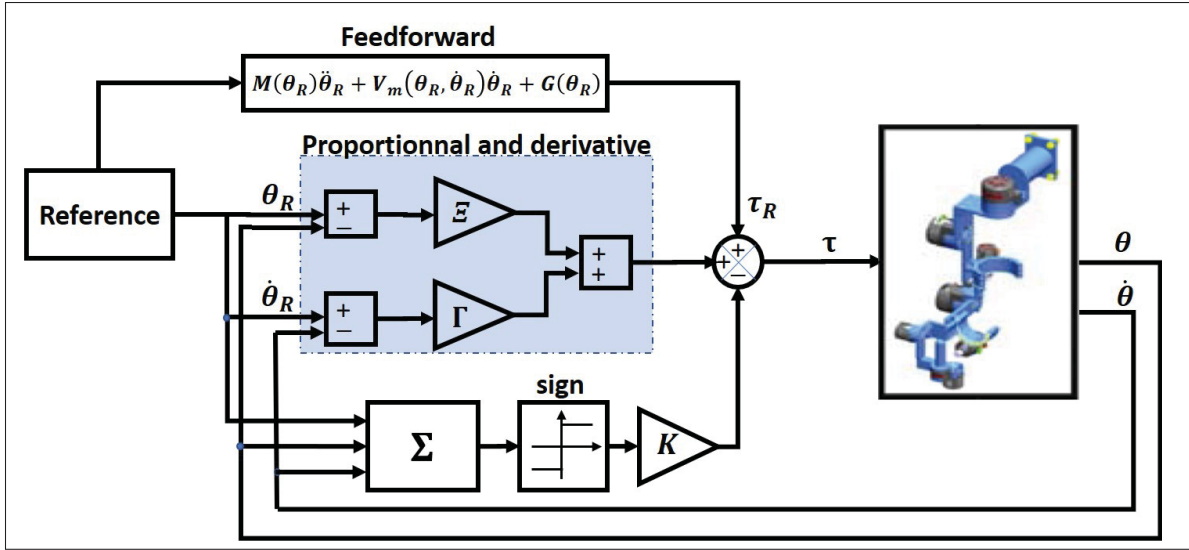 Feedforward
M(θ_R)θ̈_R + V_m(θ_R, θ̇_R)θ̇_R + G(θ_R)
Proportionnal and derivative
Reference
θ_R
+
−
Ξ
+
+
θ̇_R
+
−
Γ
τ_R
+
+
−
τ
θ
θ̇
sign
Σ
K